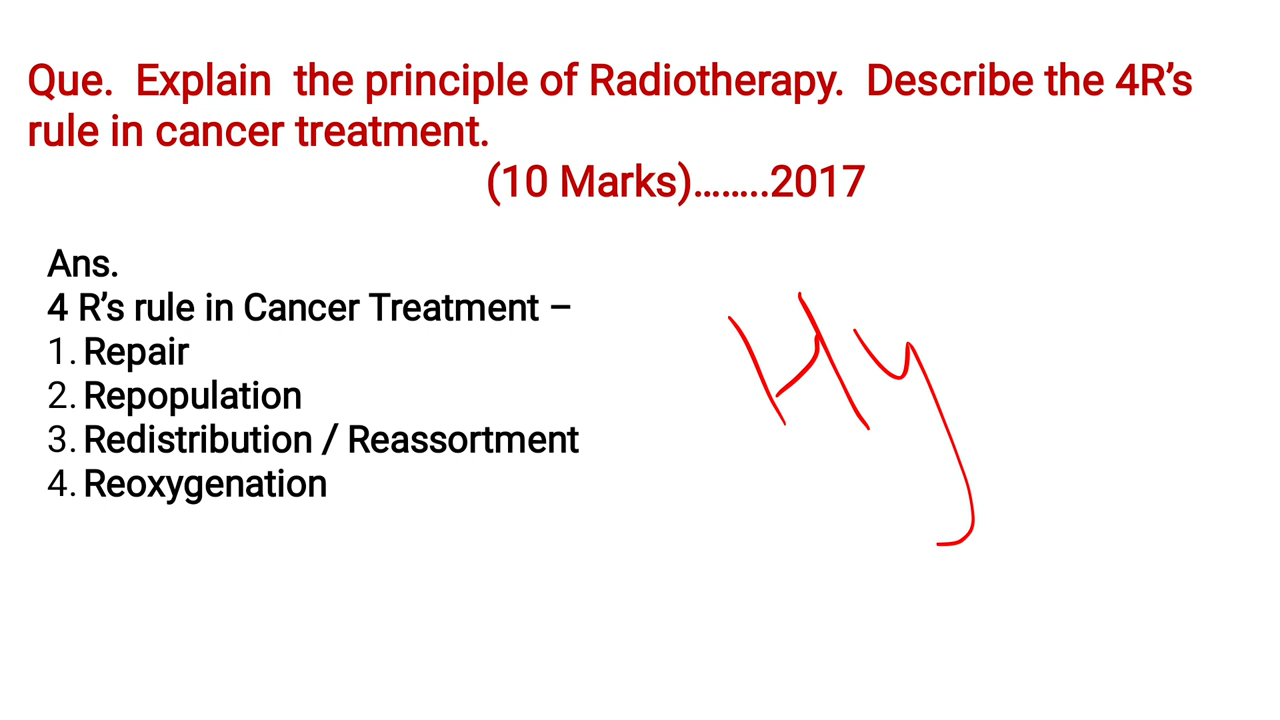 Que. Explain the principle of Radiotherapy. Describe the 4R’s
rule in cancer treatment.
(10 Marks)........2017
Ans.
4 R’s rule in Cancer Treatment –
1. Repair
2. Repopulation
3. Redistribution / Reassortment
4. Reoxygenation
Hy